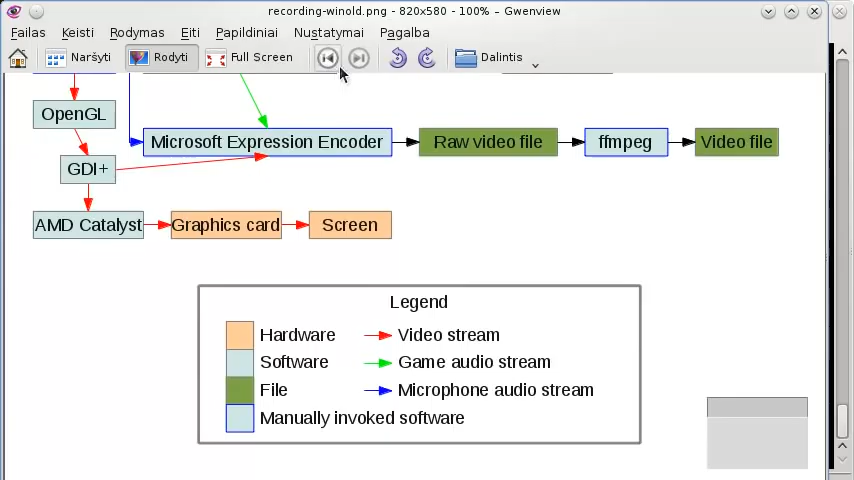 recording-winold.png - 820x580 - 100% – Gwenview
Failas Keisti Rodymas Eiti Papildiniai Nustatymai Pagalba
Naršyti Rodyti Full Screen Dalintis
OpenGL
Microsoft Expression Encoder Raw video file ffmpeg Video file
GDI+
AMD Catalyst Graphics card Screen
Legend
Hardware Video stream
Software Game audio stream
File Microphone audio stream
Manually invoked software